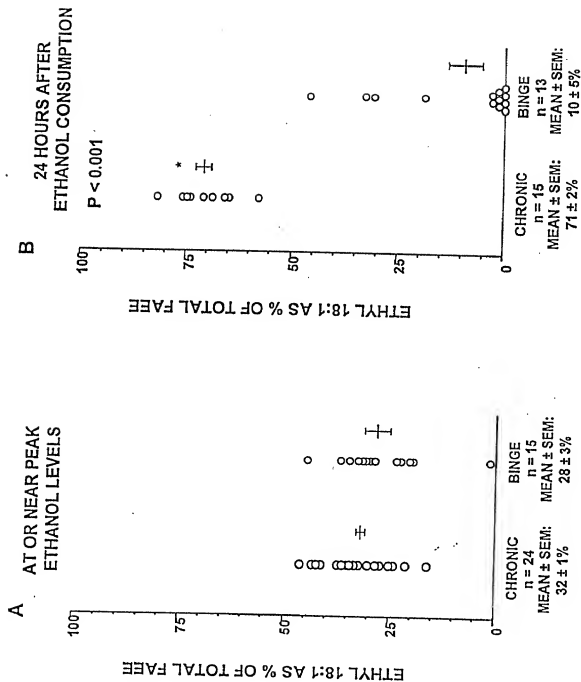 A
AT OR NEAR PEAK
ETHANOL LEVELS
ETHYL 18:1 AS % OF TOTAL FAEE
100
75
50
25
0
CHRONIC
n = 24
MEAN ± SEM:
32 ± 1%
BINGE
n = 15
MEAN ± SEM:
28 ± 3%
B
24 HOURS AFTER
ETHANOL CONSUMPTION
P < 0.001
*
ETHYL 18:1 AS % OF TOTAL FAEE
100
75
50
25
0
CHRONIC
n = 15
MEAN ± SEM:
71 ± 2%
BINGE
n = 13
MEAN ± SEM:
10 ± 5%